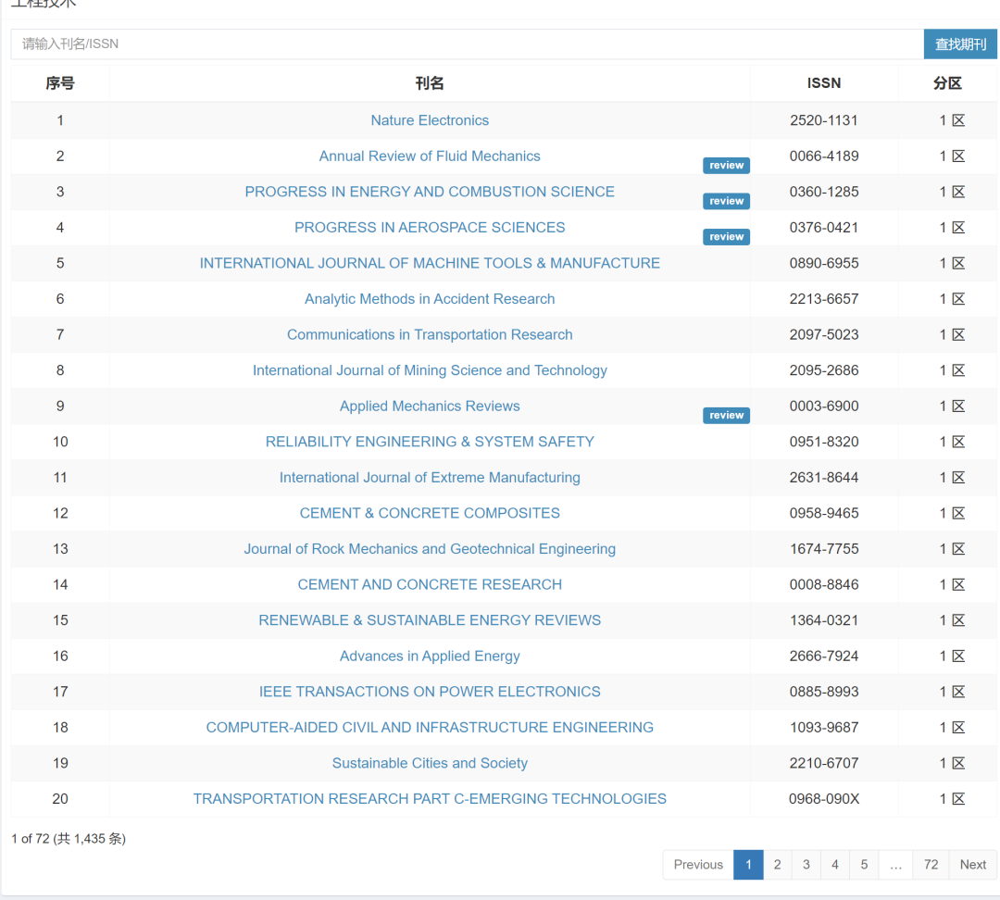 工程技术
请输入刊名/ISSN 查找期刊
序号 刊名 ISSN 分区
1 Nature Electronics 2520-1131 1 区
2 Annual Review of Fluid Mechanics review 0066-4189 1 区
3 PROGRESS IN ENERGY AND COMBUSTION SCIENCE review 0360-1285 1 区
4 PROGRESS IN AEROSPACE SCIENCES review 0376-0421 1 区
5 INTERNATIONAL JOURNAL OF MACHINE TOOLS & MANUFACTURE 0890-6955 1 区
6 Analytic Methods in Accident Research 2213-6657 1 区
7 Communications in Transportation Research 2097-5023 1 区
8 International Journal of Mining Science and Technology 2095-2686 1 区
9 Applied Mechanics Reviews review 0003-6900 1 区
10 RELIABILITY ENGINEERING & SYSTEM SAFETY 0951-8320 1 区
11 International Journal of Extreme Manufacturing 2631-8644 1 区
12 CEMENT & CONCRETE COMPOSITES 0958-9465 1 区
13 Journal of Rock Mechanics and Geotechnical Engineering 1674-7755 1 区
14 CEMENT AND CONCRETE RESEARCH 0008-8846 1 区
15 RENEWABLE & SUSTAINABLE ENERGY REVIEWS 1364-0321 1 区
16 Advances in Applied Energy 2666-7924 1 区
17 IEEE TRANSACTIONS ON POWER ELECTRONICS 0885-8993 1 区
18 COMPUTER-AIDED CIVIL AND INFRASTRUCTURE ENGINEERING 1093-9687 1 区
19 Sustainable Cities and Society 2210-6707 1 区
20 TRANSPORTATION RESEARCH PART C-EMERGING TECHNOLOGIES 0968-090X 1 区
1 of 72 (共 1,435 条)
Previous 1 2 3 4 5 … 72 Next